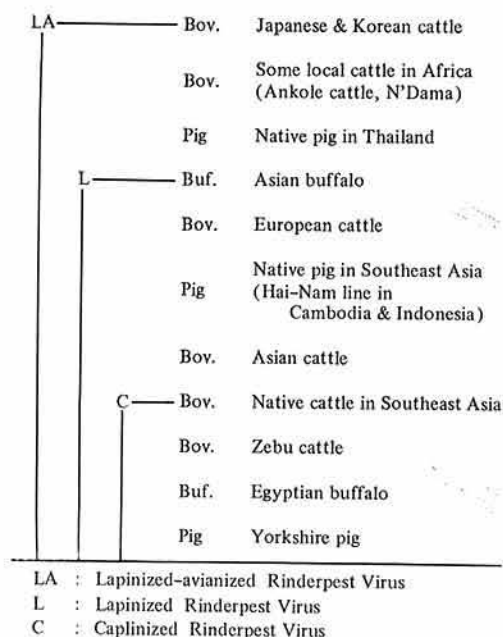 LA Bov. Japanese & Korean cattle
Bov. Some local cattle in Africa
(Ankole cattle, N'Dama)
Pig Native pig in Thailand
L Buf. Asian buffalo
Bov. European cattle
Pig Native pig in Southeast Asia
(Hai-Nam line in
Cambodia & Indonesia)
Bov. Asian cattle
C Bov. Native cattle in Southeast Asia
Bov. Zebu cattle
Buf. Egyptian buffalo
Pig Yorkshire pig
LA : Lapinized-avianized Rinderpest Virus
L : Lapinized Rinderpest Virus
C : Caplinized Rinderpest Virus